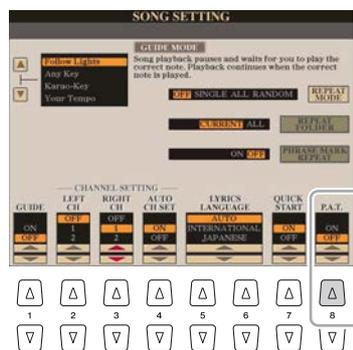 SONG SETTING
GUIDE MODE
Follow Lights
Any Key
Karao-Key
Your Tempo
Song playback pauses and waits for you to play the
correct note. Playback continues when the correct
note is played.
OFF SINGLE ALL RANDOM
REPEAT
MODE
CURRENT ALL
REPEAT
FOLDER
ON OFF
PHRASE MARK
REPEAT
CHANNEL SETTING
GUIDE
LEFT
CH
RIGHT
CH
AUTO
CH SET
LYRICS
LANGUAGE
QUICK
START
P.A.T.
ON
OFF
OFF
1
2
OFF
1
2
ON
OFF
AUTO
INTERNATIONAL
JAPANESE
ON
OFF
ON
OFF
1 2 3 4 5 6 7 8